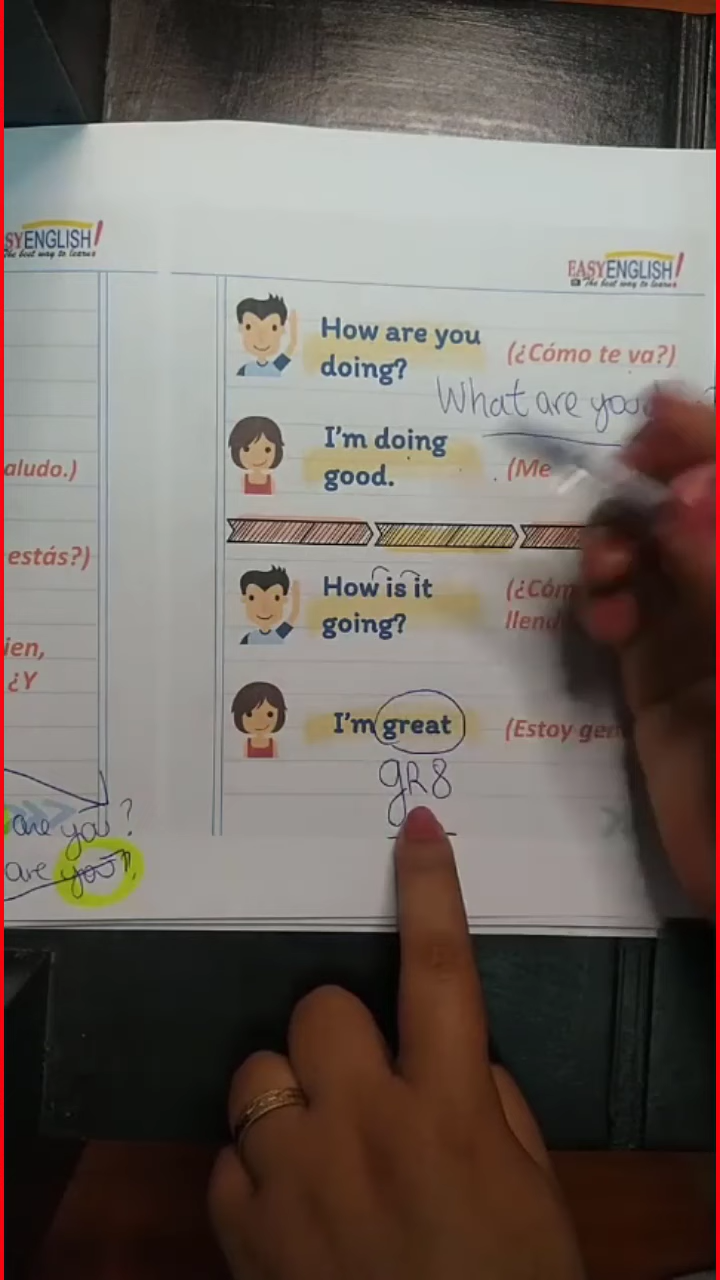 SYENGLISH!
The best way to learn
EASYENGLISH!
The best way to learn
How are you
doing?
(¿Cómo te va?)
What are you
I'm doing
good.
(Me
aludo.)
How is it
going?
(¿Cóm
llend
estás?)
ien,
¿Y
I'm great
(Estoy gen
gR8
are you?
are you?